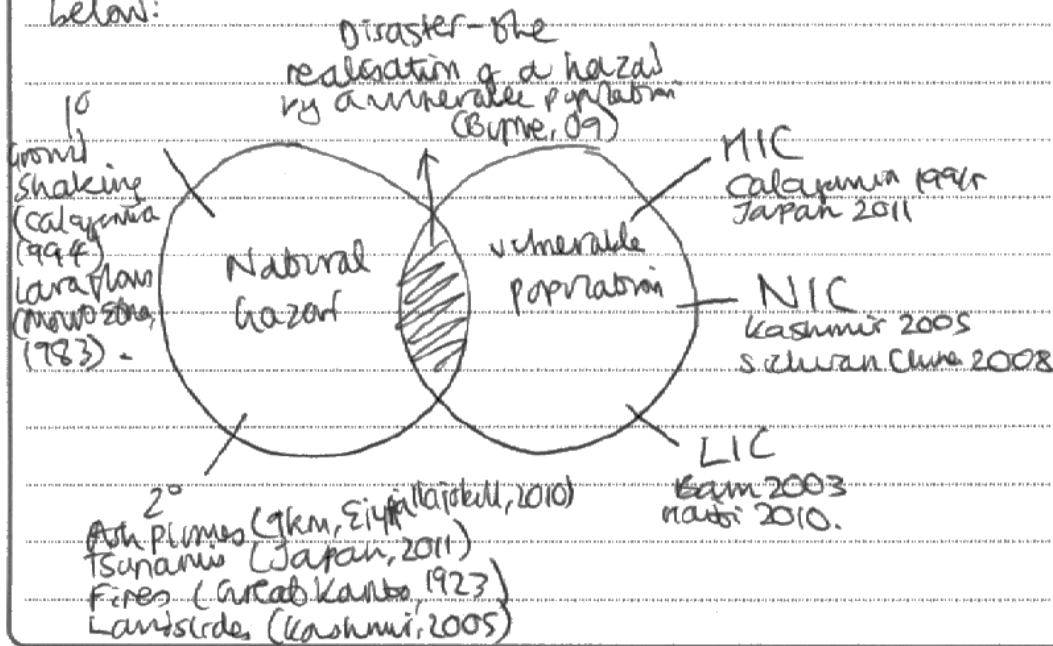 below:
Disaster - the
realisation of a hazard
by a vulnerable population
(Byrne, 09)
1°
Ground
shaking
(California
1994)
Lava flows
(1983).
Natural
hazard
vulnerable
population
MIC
California 1994
Japan 2011
NIC
Kashmir 2005
Sichuan China 2008
LIC
Bam 2003
Haiti 2010.
2°
Ash plumes (9km, 2010)
Tsunamis (Japan, 2011)
Fires (Great Kanto, 1923)
Landslides (Kashmir, 2005)